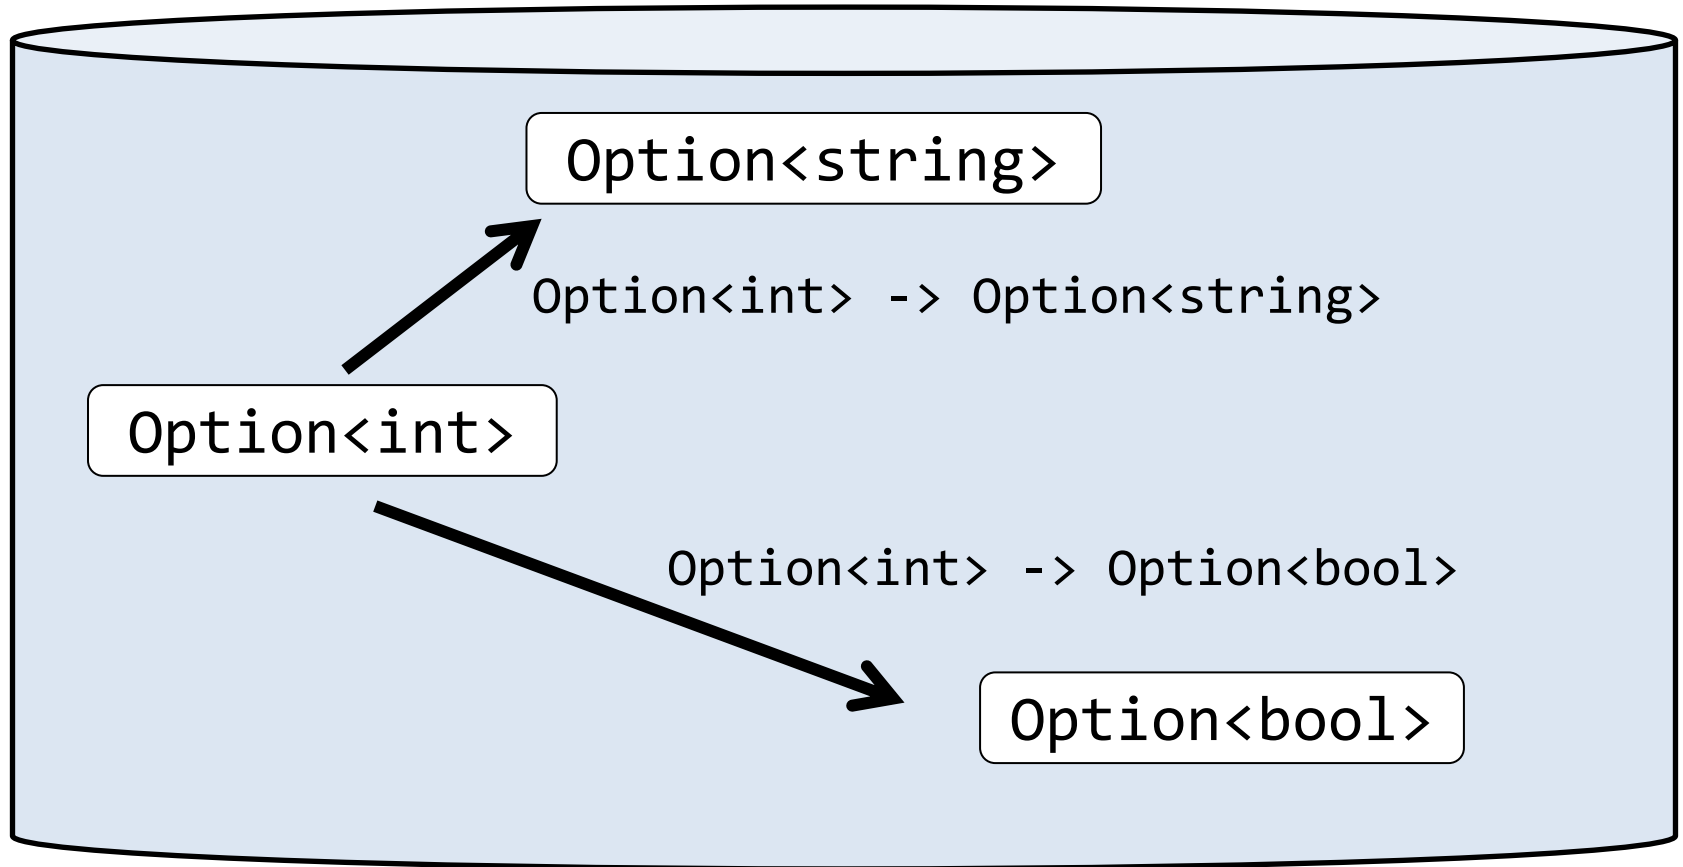 Option<string>
Option<int> -> Option<string>
Option<int>
Option<int> -> Option<bool>
Option<bool>